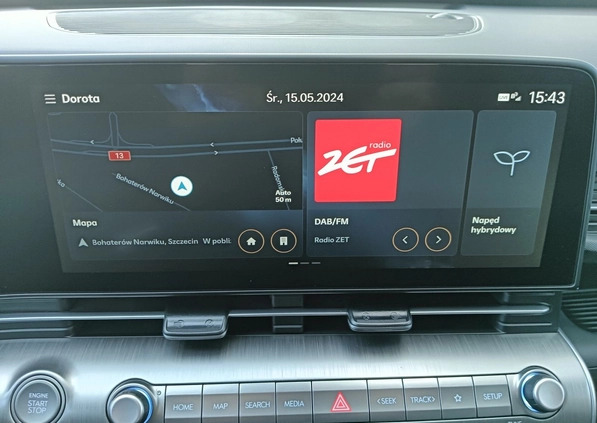 Dorota
Śr., 15.05.2024
15:43
13
Bohaterów Narwiku
Auto
50 m
Mapa
Bohaterów Narwiku, Szczecin W pobli
radio
ZET
DAB/FM
Radio ZET
Napęd
hybrydowy
ENGINE
START
STOP
HOME
MAP
SEARCH
MEDIA
<SEEK
TRACK>
SETUP